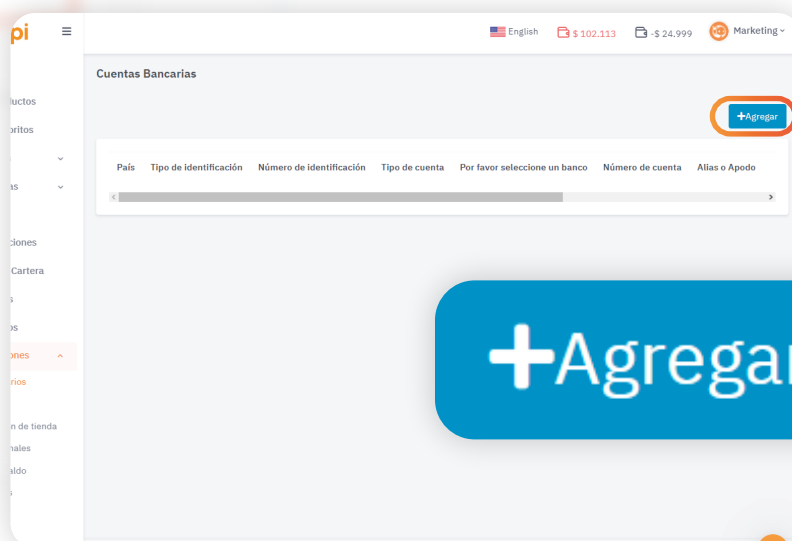 pi
English $ 102.113 -$ 24.999 Marketing
Cuentas Bancarias
+Agregar
País Tipo de identificación Número de identificación Tipo de cuenta Por favor seleccione un banco Número de cuenta Alias o Apodo
uctos
oritos
as
ciones
Cartera
s
os
ones
rios
n de tienda
nales
aldo
+Agregar